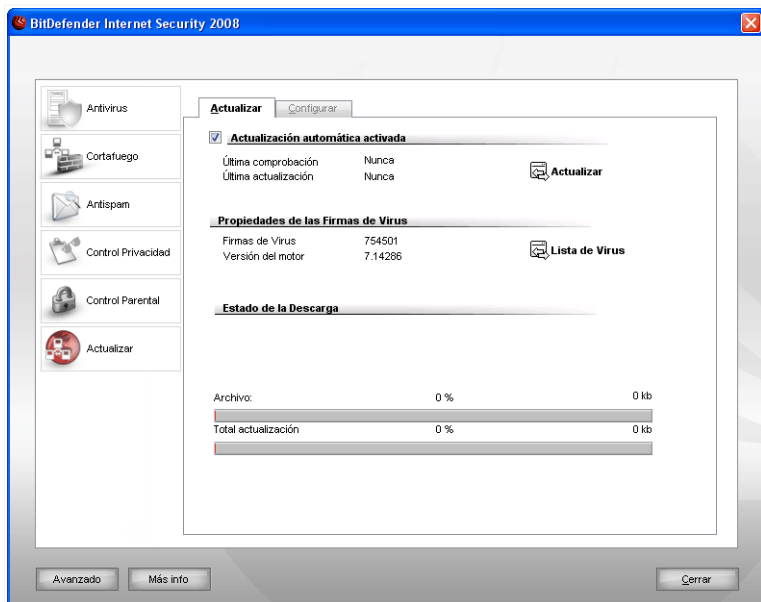 BitDefender Internet Security 2008
Antivirus
Cortafuego
Antispam
Control Privacidad
Control Parental
Actualizar
Actualizar Configurar
Actualización automática activada
Última comprobación Nunca
Última actualización Nunca
Actualizar
Propiedades de las Firmas de Virus
Firmas de Virus 754501
Versión del motor 7.14286
Lista de Virus
Estado de la Descarga
Archivo: 0 % 0 kb
Total actualización 0 % 0 kb
Avanzado Más info Cerrar